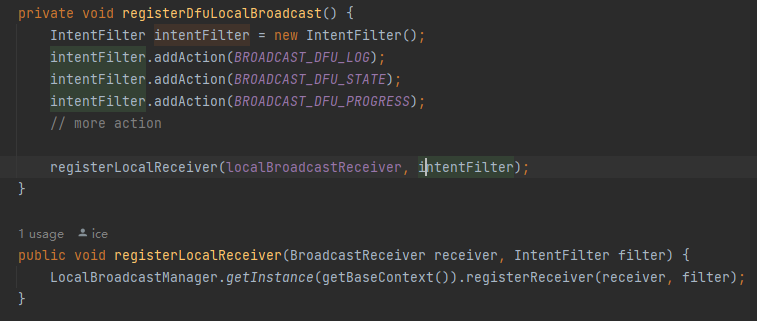 private void registerDfuLocalBroadcast() {
    IntentFilter intentFilter = new IntentFilter();
    intentFilter.addAction(BROADCAST_DFU_LOG);
    intentFilter.addAction(BROADCAST_DFU_STATE);
    intentFilter.addAction(BROADCAST_DFU_PROGRESS);
    // more action
    registerLocalReceiver(localBroadcastReceiver, intentFilter);
}
1 usage ice
public void registerLocalReceiver(BroadcastReceiver receiver, IntentFilter filter) {
    LocalBroadcastManager.getInstance(getBaseContext()).registerReceiver(receiver, filter);
}